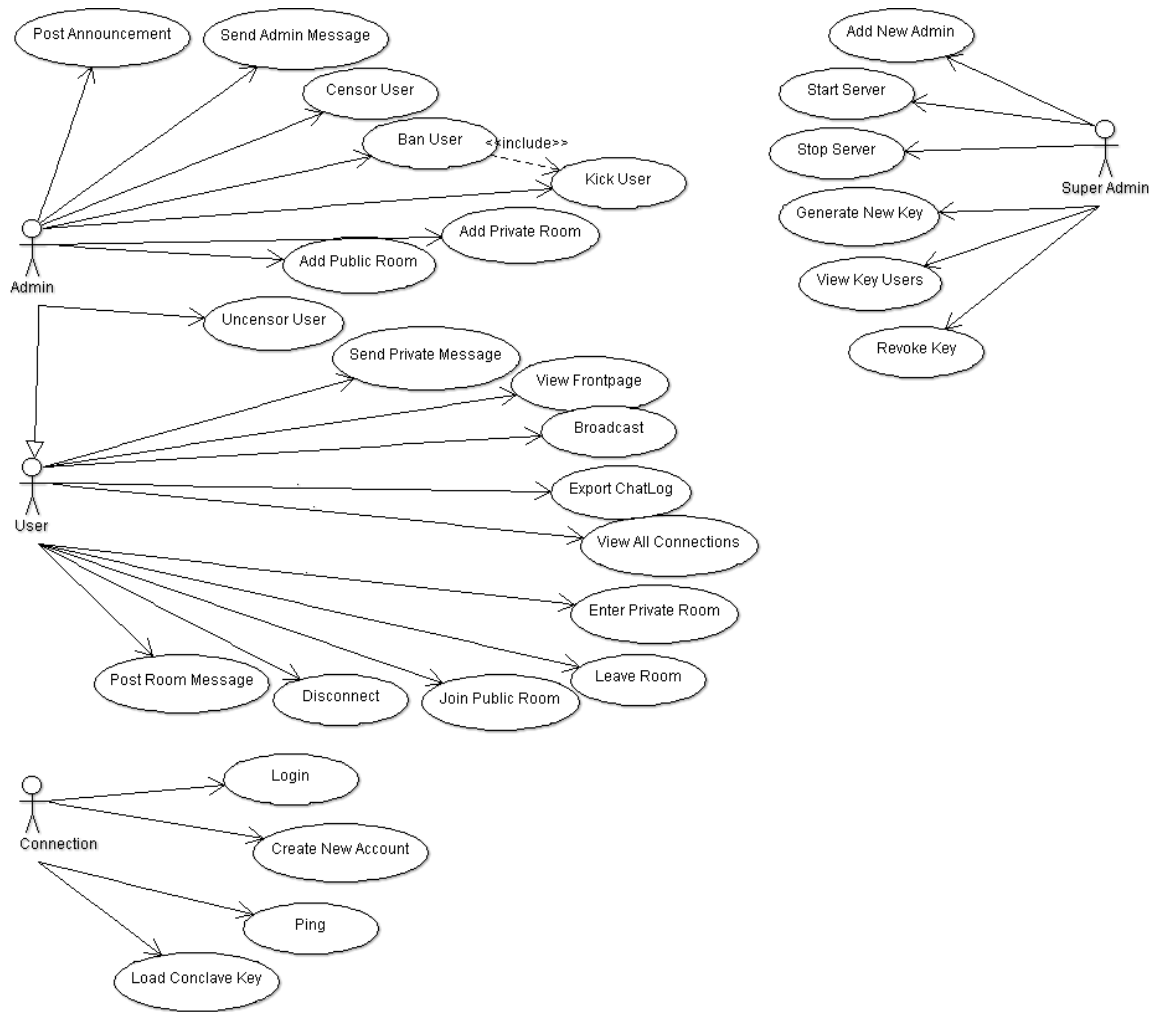 Post Announcement
Send Admin Message
Censor User
Ban User
<<include>>
Kick User
Add Private Room
Add Public Room
Admin
Uncensor User
Add New Admin
Start Server
Stop Server
Super Admin
Generate New Key
View Key Users
Revoke Key
Send Private Message
View Frontpage
Broadcast
Export ChatLog
User
View All Connections
Enter Private Room
Leave Room
Post Room Message
Disconnect
Join Public Room
Login
Connection
Create New Account
Ping
Load Conclave Key